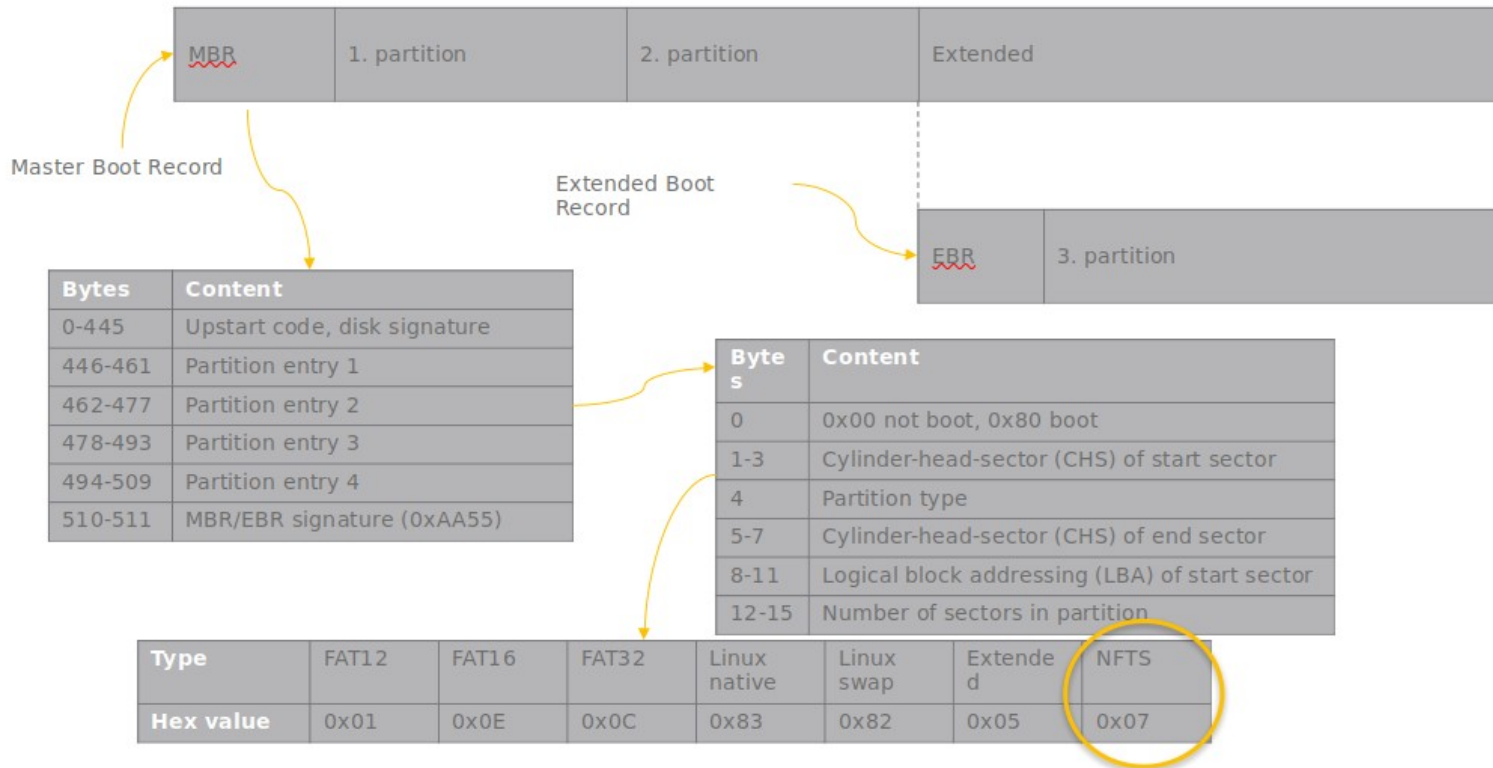 MBR 1. partition 2. partition Extended
Master Boot Record
Extended Boot
Record
EBR 3. partition
Bytes Content
0-445 Upstart code, disk signature
446-461 Partition entry 1
462-477 Partition entry 2
478-493 Partition entry 3
494-509 Partition entry 4
510-511 MBR/EBR signature (0xAA55)
Byte Content
s
0 0x00 not boot, 0x80 boot
1-3 Cylinder-head-sector (CHS) of start sector
4 Partition type
5-7 Cylinder-head-sector (CHS) of end sector
8-11 Logical block addressing (LBA) of start sector
12-15 Number of sectors in partition
Type FAT12 FAT16 FAT32 Linux Linux Extende NFTS
native swap d
Hex value 0x01 0x0E 0x0C 0x83 0x82 0x05 0x07